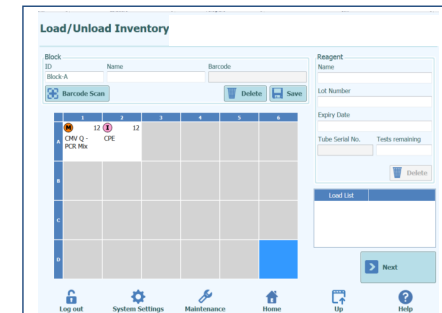 Load/Unload Inventory
Block
ID Name Barcode
Block-A
Barcode Scan Delete Save
1 2 3 4 5 6
A M 12 I 12
CMV Q - PCR Mix CPE
B
C
D
Reagent
Name
Lot Number
Expiry Date
Tube Serial No. Tests remaining
Delete
Load List
Next
Log out System Settings Maintenance Home Up Help